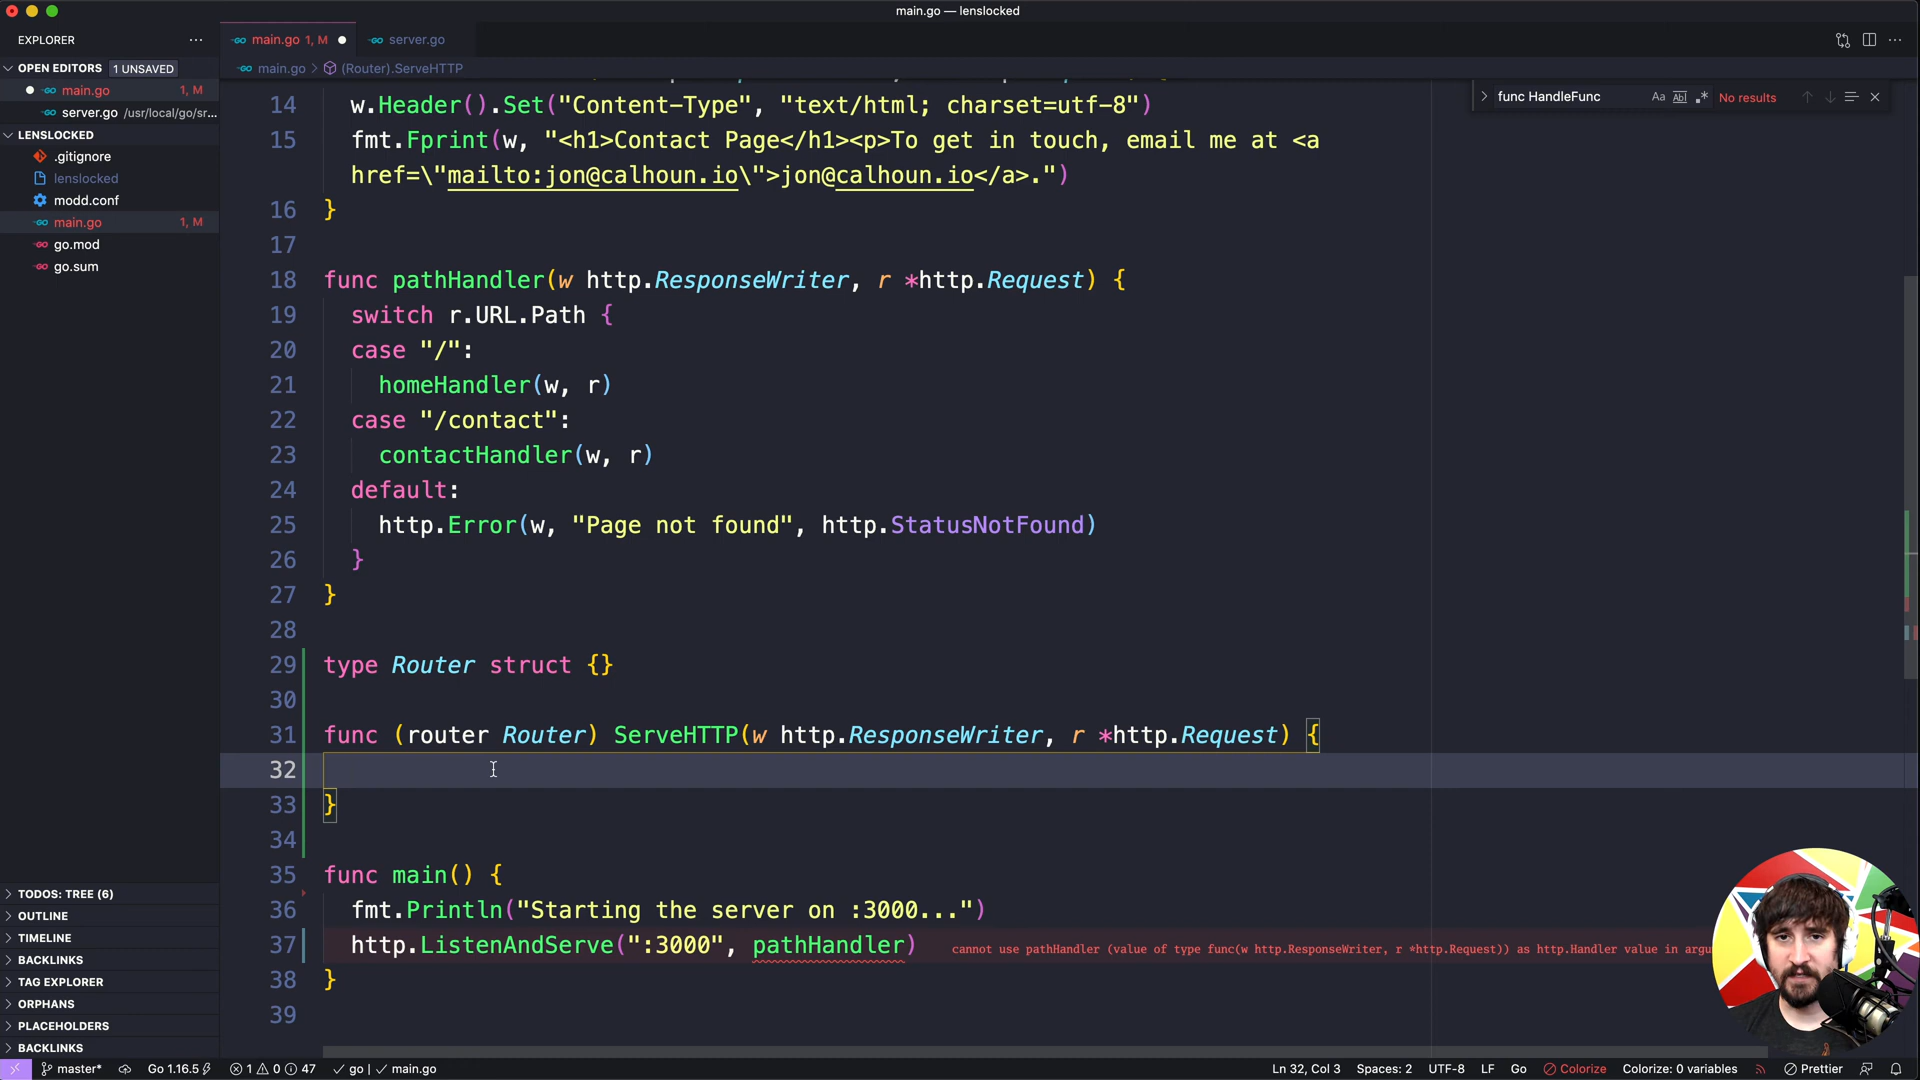 main.go — lenslocked
EXPLORER
main.go 1, M
server.go
OPEN EDITORS 1 UNSAVED
main.go > (Router).ServeHTTP
main.go 1, M
server.go /usr/local/go/sr...
func HandleFunc
Aa
Ab|
.*
No results
LENSLOCKED
.gitignore
lenslocked
modd.conf
main.go 1, M
go.mod
go.sum
14 w.Header().Set("Content-Type", "text/html; charset=utf-8")
15 fmt.Fprint(w, "<h1>Contact Page</h1><p>To get in touch, email me at <a
href=\"mailto:jon@calhoun.io\">jon@calhoun.io</a>.")
16 }
17
18 func pathHandler(w http.ResponseWriter, r *http.Request) {
19 switch r.URL.Path {
20 case "/":
21 homeHandler(w, r)
22 case "/contact":
23 contactHandler(w, r)
24 default:
25 http.Error(w, "Page not found", http.StatusNotFound)
26 }
27 }
28
29 type Router struct {}
30
31 func (router Router) ServeHTTP(w http.ResponseWriter, r *http.Request) {
32
33 }
34
35 func main() {
36 fmt.Println("Starting the server on :3000...")
37 http.ListenAndServe(":3000", pathHandler) cannot use pathHandler (value of type func(w http.ResponseWriter, r *http.Request)) as http.Handler value in argu
38 }
39
TODOS: TREE (6)
OUTLINE
TIMELINE
BACKLINKS
TAG EXPLORER
ORPHANS
PLACEHOLDERS
BACKLINKS
master* Go 1.16.5 1 0 47 go | main.go Ln 32, Col 3 Spaces: 2 UTF-8 LF Go Colorize Colorize: 0 variables Prettier